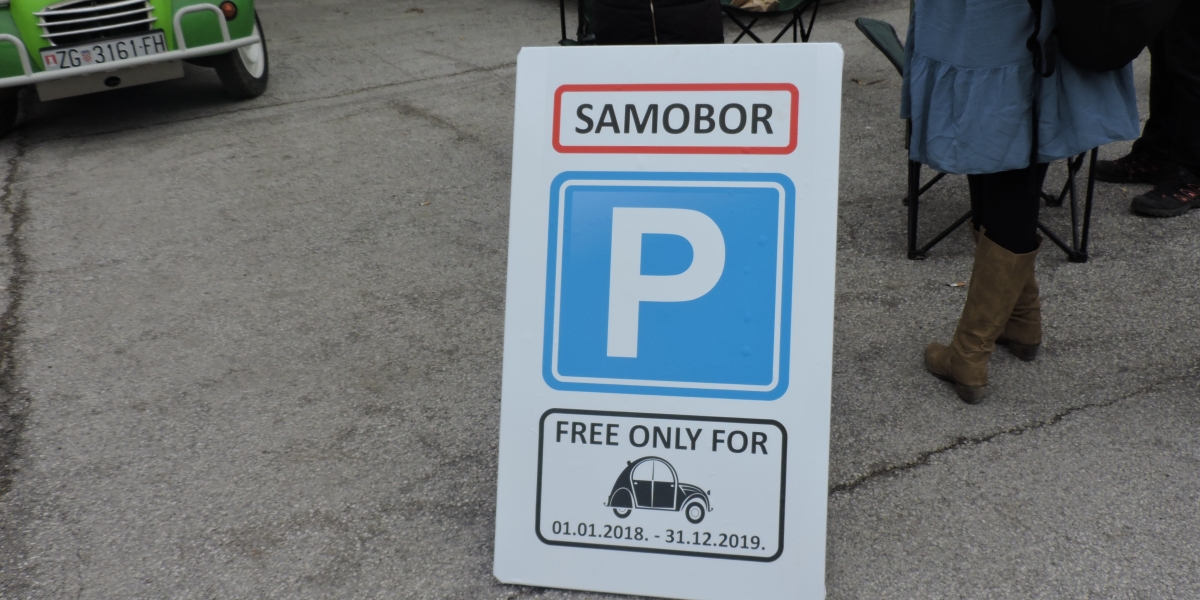 ZG 3161-FH
SAMOBOR
P
FREE ONLY FOR
01.01.2018. - 31.12.2019.